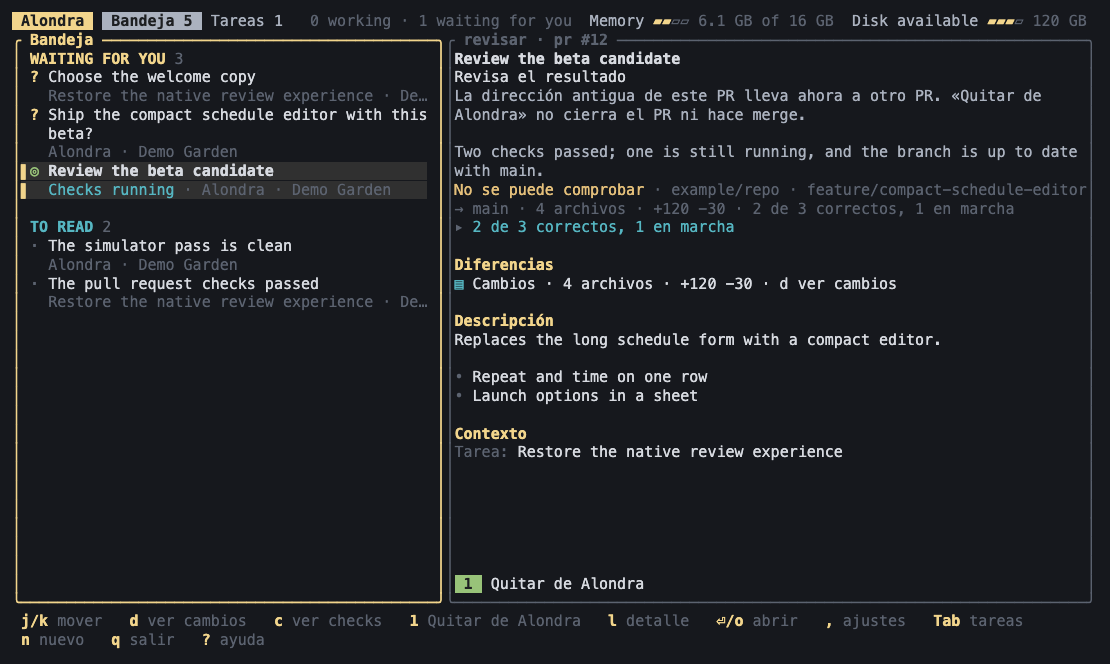 Alondra Bandeja 5 Tareas 1 0 working · 1 waiting for you Memory ▰▰▱▱ 6.1 GB of 16 GB Disk available ▰▰▰▱ 120 GB
Bandeja
WAITING FOR YOU 3
? Choose the welcome copy
Restore the native review experience · De…
? Ship the compact schedule editor with this
beta?
Alondra · Demo Garden
◎ Review the beta candidate
Checks running · Alondra · Demo Garden
TO READ 2
· The simulator pass is clean
Alondra · Demo Garden
· The pull request checks passed
Restore the native review experience · De…
revisar · pr #12
Review the beta candidate
Revisa el resultado
La dirección antigua de este PR lleva ahora a otro PR. «Quitar de
Alondra» no cierra el PR ni hace merge.
Two checks passed; one is still running, and the branch is up to date
with main.
No se puede comprobar · example/repo · feature/compact-schedule-editor
→ main · 4 archivos · +120 −30 · 2 de 3 correctos, 1 en marcha
▸ 2 de 3 correctos, 1 en marcha
Diferencias
▤ Cambios · 4 archivos · +120 −30 · d ver cambios
Descripción
Replaces the long schedule form with a compact editor.
• Repeat and time on one row
• Launch options in a sheet
Contexto
Tarea: Restore the native review experience
1 Quitar de Alondra
j/k mover d ver cambios c ver checks 1 Quitar de Alondra l detalle ⏎/o abrir , ajustes Tab tareas
n nuevo q salir ? ayuda